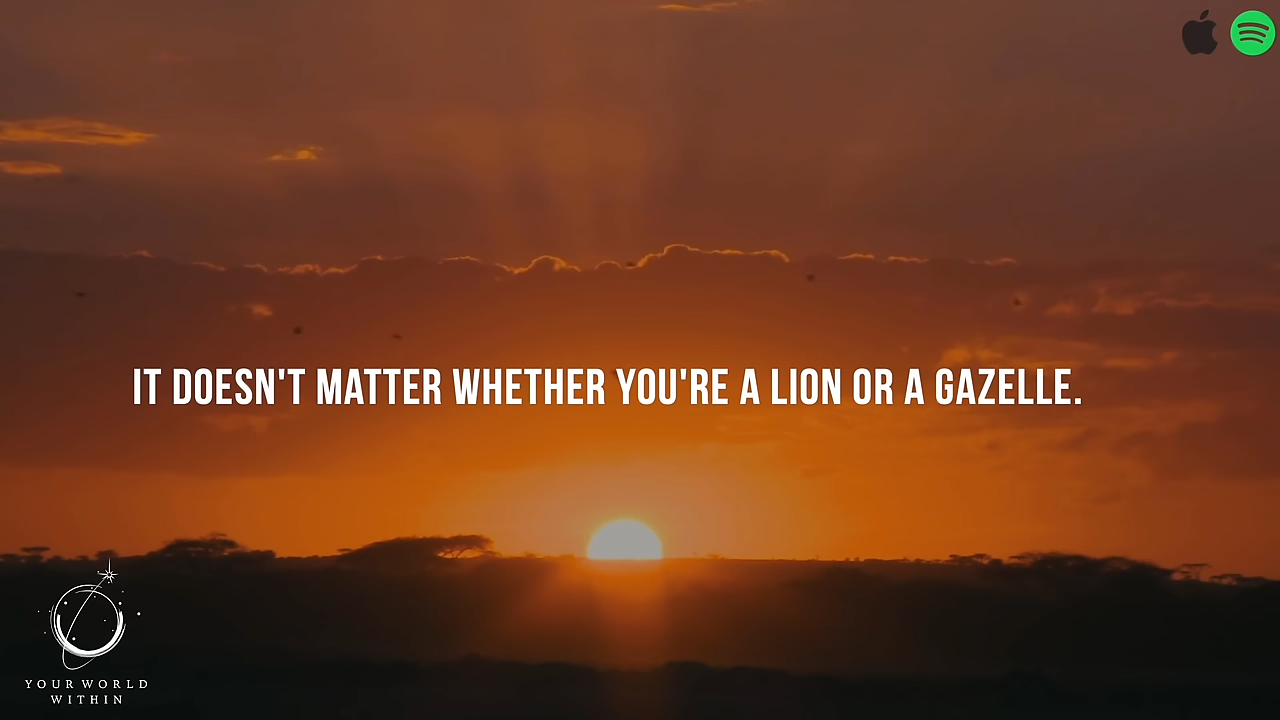 IT DOESN'T MATTER WHETHER YOU'RE A LION OR A GAZELLE.
YOUR WORLD
WITHIN